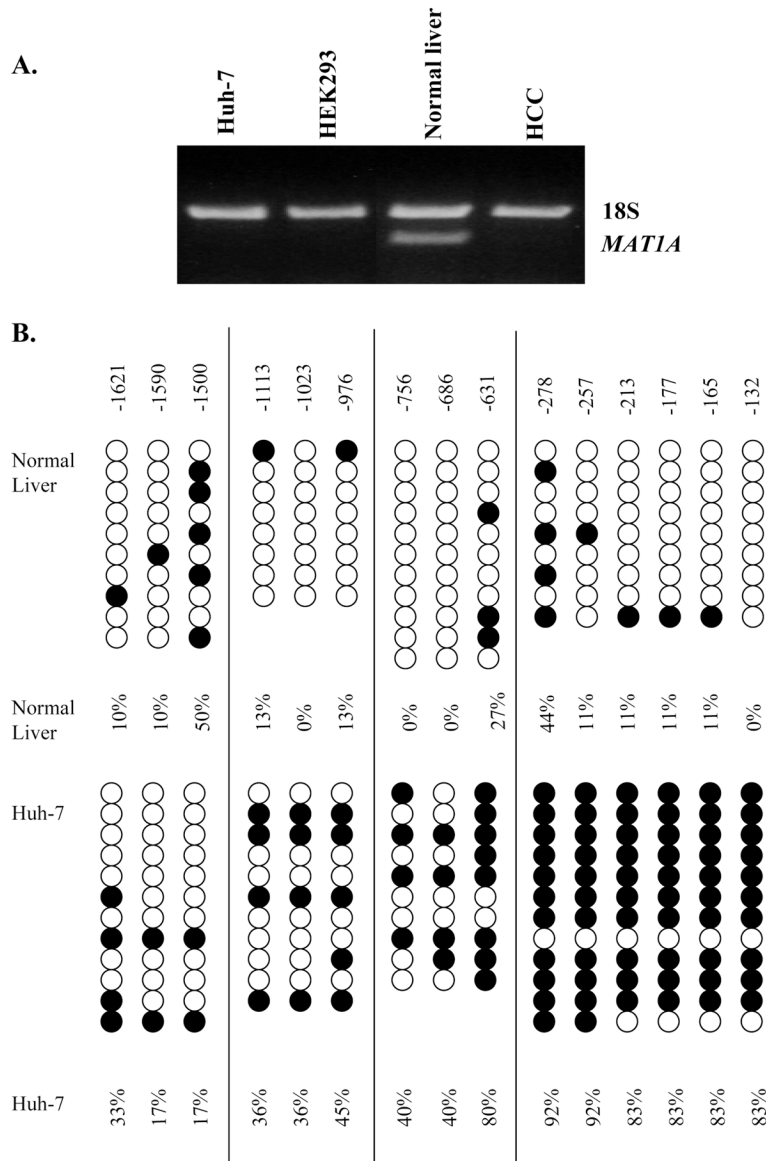 A.
Huh-7
HEK293
Normal liver
HCC
18S
MAT1A
B.
-1621 -1590 -1500 -1113 -1023 -976 -756 -686 -631 -278 -257 -213 -177 -165 -132
Normal
Liver
Normal
Liver
10% 10% 50% 13% 0% 13% 0% 0% 27% 44% 11% 11% 11% 11% 0%
Huh-7
Huh-7
33% 17% 17% 36% 36% 45% 40% 40% 80% 92% 92% 83% 83% 83% 83%